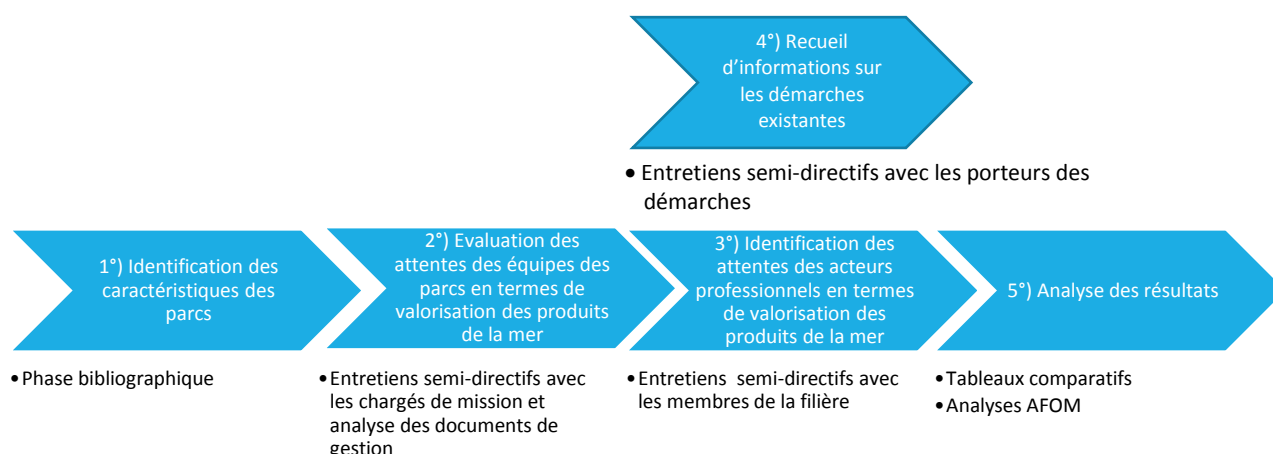 4°) Recueil
d'informations sur
les démarches
existantes
• Entretiens semi-directifs avec les porteurs des
démarches
1°) Identification des
caractéristiques des
parcs
2°) Evaluation des
attentes des équipes des
parcs en termes de
valorisation des produits
de la mer
3°) Identification des
attentes des acteurs
professionnels en termes
de valorisation des
produits de la mer
5°) Analyse des résultats
•Phase bibliographique
•Entretiens semi-directifs avec
les chargés de mission et
analyse des documents de
gestion
•Entretiens semi-directifs avec
les membres de la filière
•Tableaux comparatifs
•Analyses AFOM